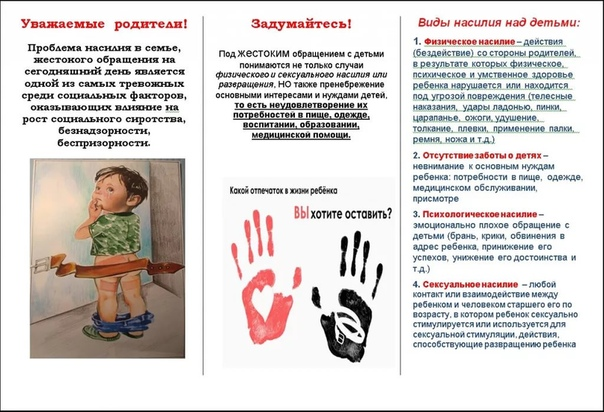 Уважаемые родители!
Проблема насилия в семье,
жестокого обращения на
сегодняшний день является
одной из самых тревожных
среди социальных факторов,
оказывающих влияние на
рост социального сиротства,
безнадзорности,
беспризорности.
Задумайтесь!
Под ЖЕСТОКИМ обращением с детьми
понимаются не только случаи
физического и сексуального насилия или
развращения, НО также пренебрежение
основными интересами и нуждами детей,
то есть неудовлетворение их
потребностей в пище, одежде,
воспитании, образовании,
медицинской помощи.
Какой отпечаток в жизни ребёнка
ВЫ хотите оставить?
Виды насилия над детьми:
1. Физическое насилие – действия
(бездействие) со стороны родителей,
в результате которых физическое,
психическое и умственное здоровье
ребенка нарушается или находится
под угрозой повреждения (телесные
наказания, удары ладонью, пинки,
царапанье, ожоги, удушение,
толкание, плевки, применение палки,
ремня, ножа и т.д.)
2. Отсутствие заботы о детях –
невнимание к основным нуждам
ребенка: потребности в пище, одежде,
медицинском обслуживании,
присмотре
3. Психологическое насилие –
эмоционально плохое обращение с
детьми (брань, крики, обвинения в
адрес ребенка, принижение его
успехов, унижение его достоинства и
т.д.)
4. Сексуальное насилие – любой
контакт или взаимодействие между
ребенком и человеком старшего его по
возрасту, в котором ребенок сексуально
стимулируется или используется для
сексуальной стимуляции, действия,
способствующие развращению ребенка